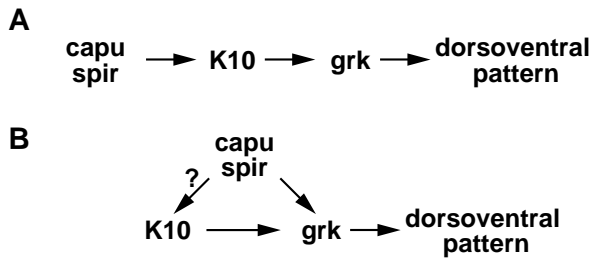 A
capu
spir
K10
grk
dorsoventral
pattern
B
capu
spir
?
K10
grk
dorsoventral
pattern